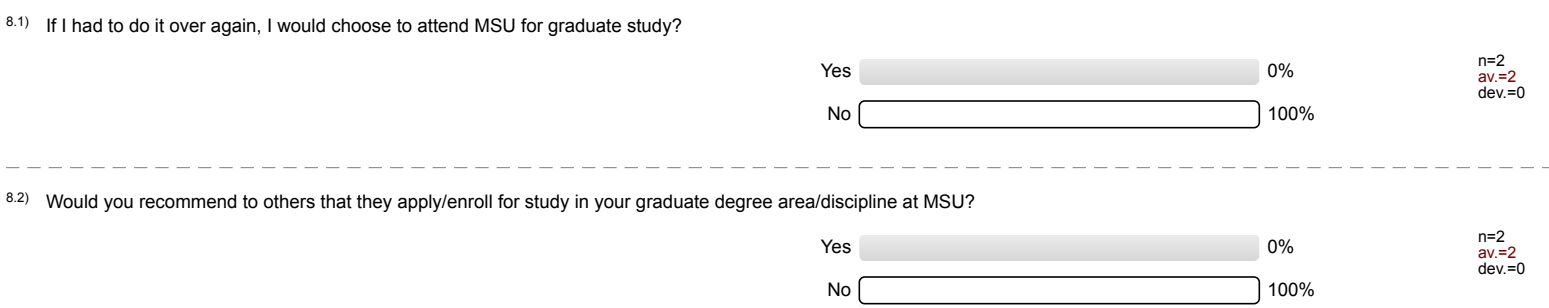 8.1) If I had to do it over again, I would choose to attend MSU for graduate study?
Yes 0%
No 100%
n=2
av.=2
dev.=0
8.2) Would you recommend to others that they apply/enroll for study in your graduate degree area/discipline at MSU?
Yes 0%
No 100%
n=2
av.=2
dev.=0